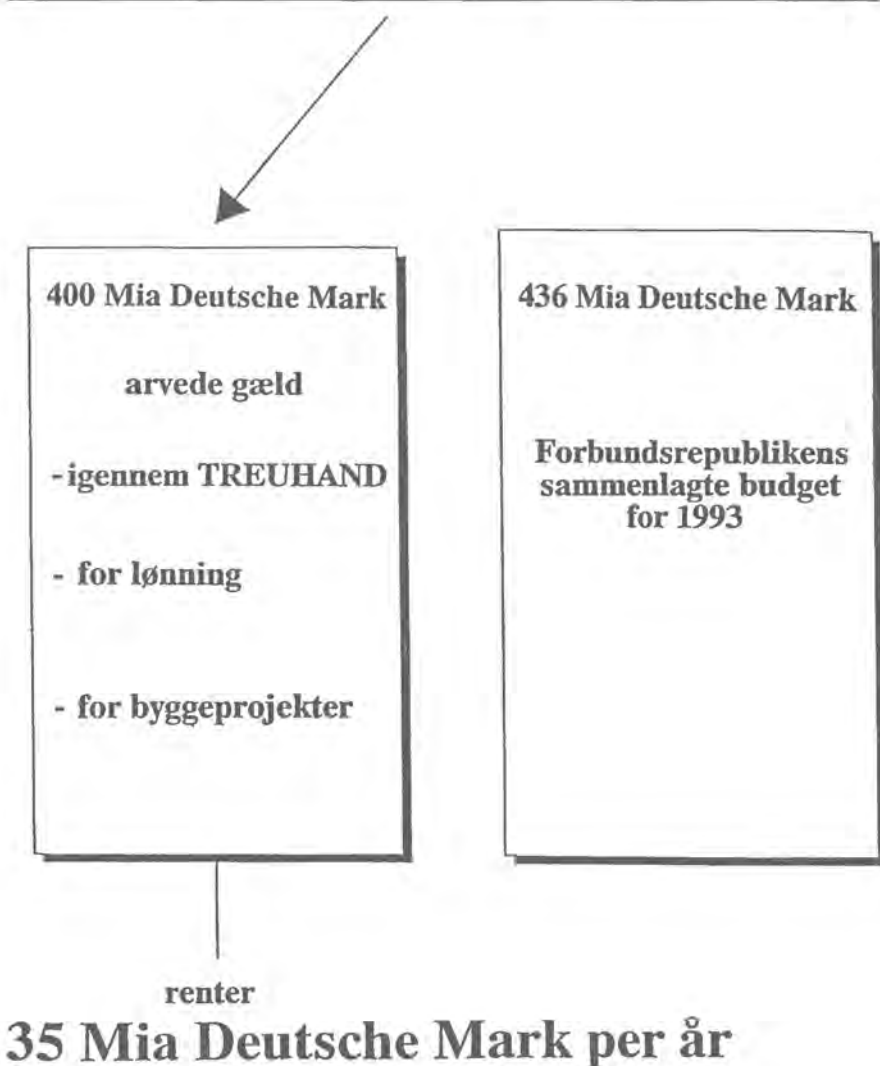 400 Mia Deutsche Mark
arvede gæld
-igennem TREUHAND
- for lønning
- for byggeprojekter
436 Mia Deutsche Mark
Forbundsrepublikens
sammenlagte budget
for 1993
renter
35 Mia Deutsche Mark per år